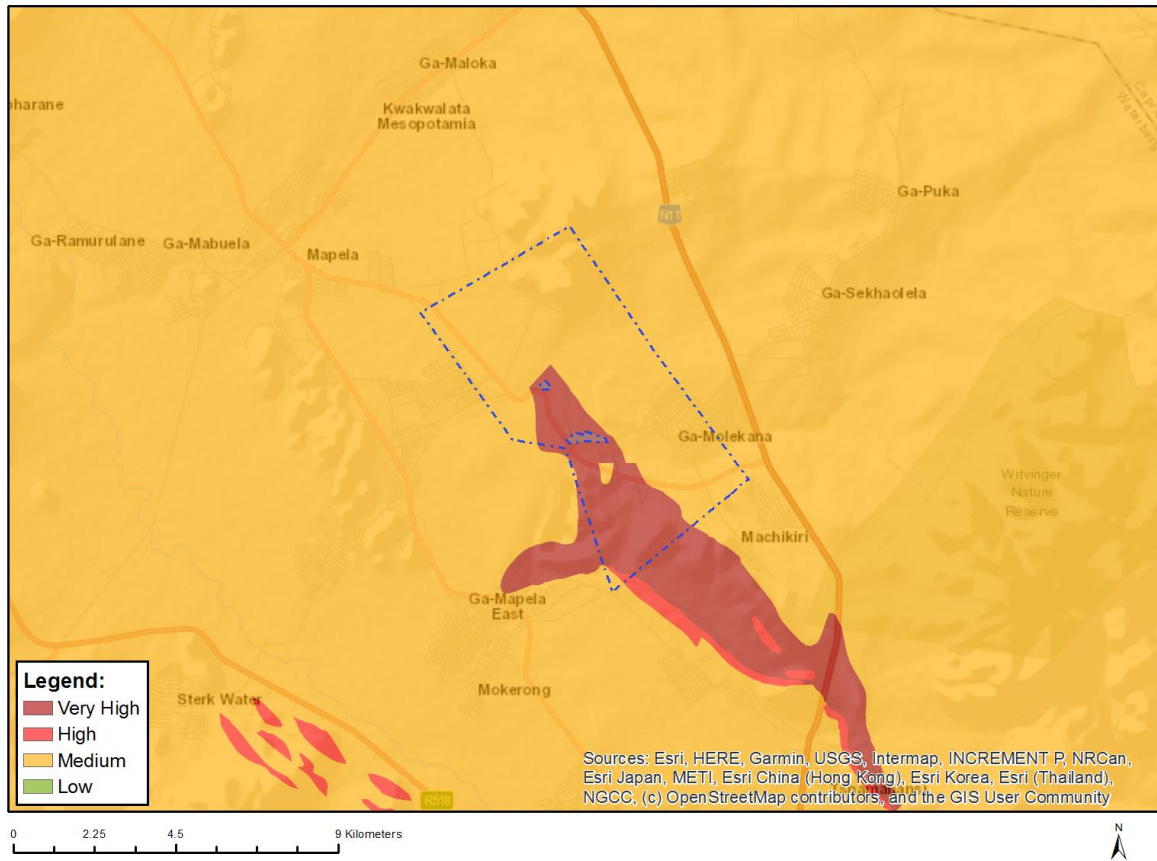 Ga-Maloka
Kwakwalata
Mesopotamia
oharane
Capri
Waterberg
Ga-Puka
N11
Ga-Ramurulane
Ga-Mabuela
Mapela
Ga-Sekhaolela
Ga-Molekana
Witvinger
Nature
Reserve
Machikiri
Ga-Mapela
East
Mokerong
Sterk Water
R518
Legend:
Very High
High
Medium
Low
Sources: Esri, HERE, Garmin, USGS, Intermap, INCREMENT P, NRCan,
Esri Japan, METI, Esri China (Hong Kong), Esri Korea, Esri (Thailand),
NGCC, (c) OpenStreetMap contributors, and the GIS User Community
0 2.25 4.5 9 Kilometers
N